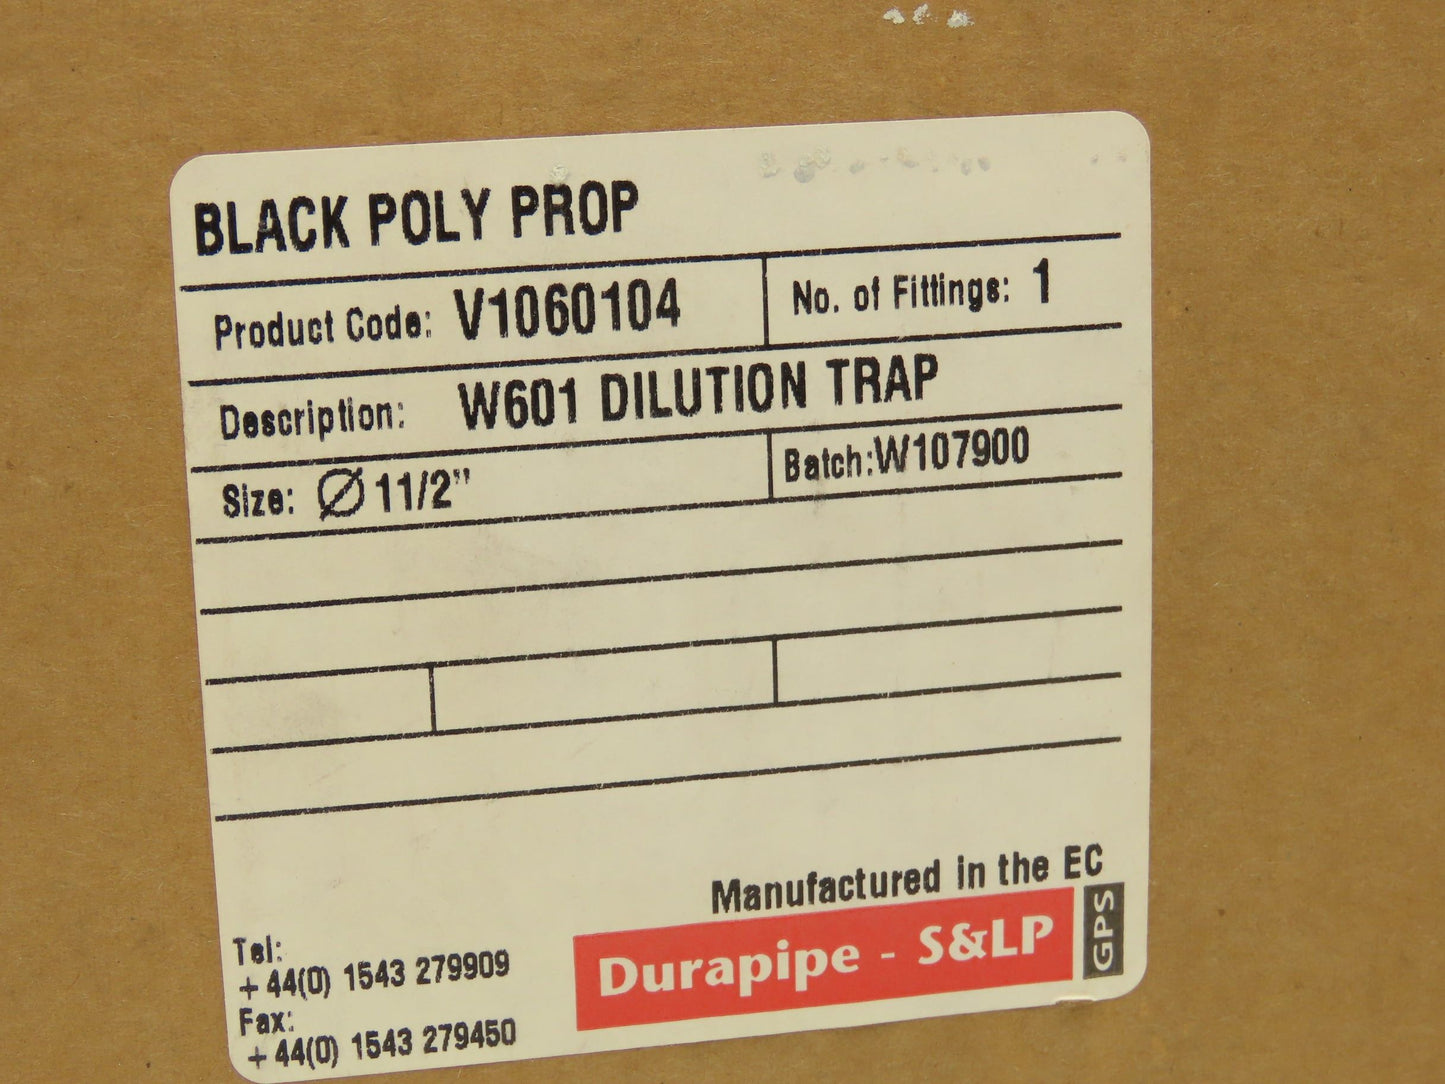 BLACK POLY PROP
Product Code: V1060104 No. of Fittings: 1
Description: W601 DILUTION TRAP
Size: Ø 11/2" Batch:W107900
Manufactured in the EC
Durapipe - S&LP GPS
Tel:
+44(0) 1543 279909
Fax:
+44(0) 1543 279450